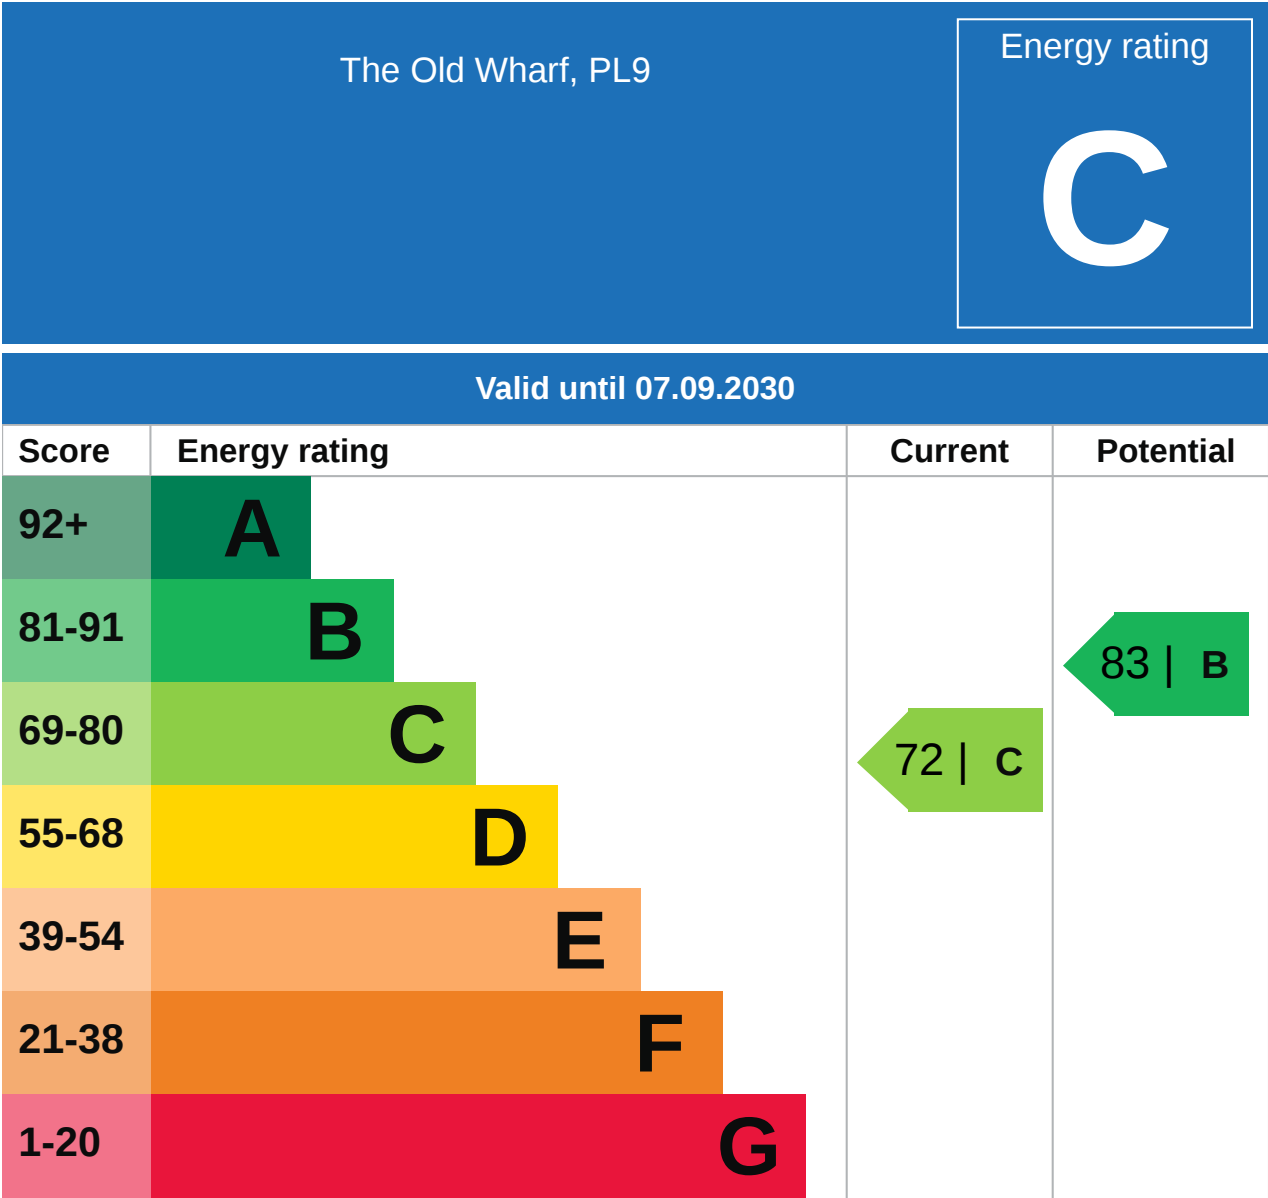 The Old Wharf, PL9
Energy rating
C
Valid until 07.09.2030
Score Energy rating Current Potential
92+ A
81-91 B
83 | B
69-80 C
72 | C
55-68 D
39-54 E
21-38 F
1-20 G